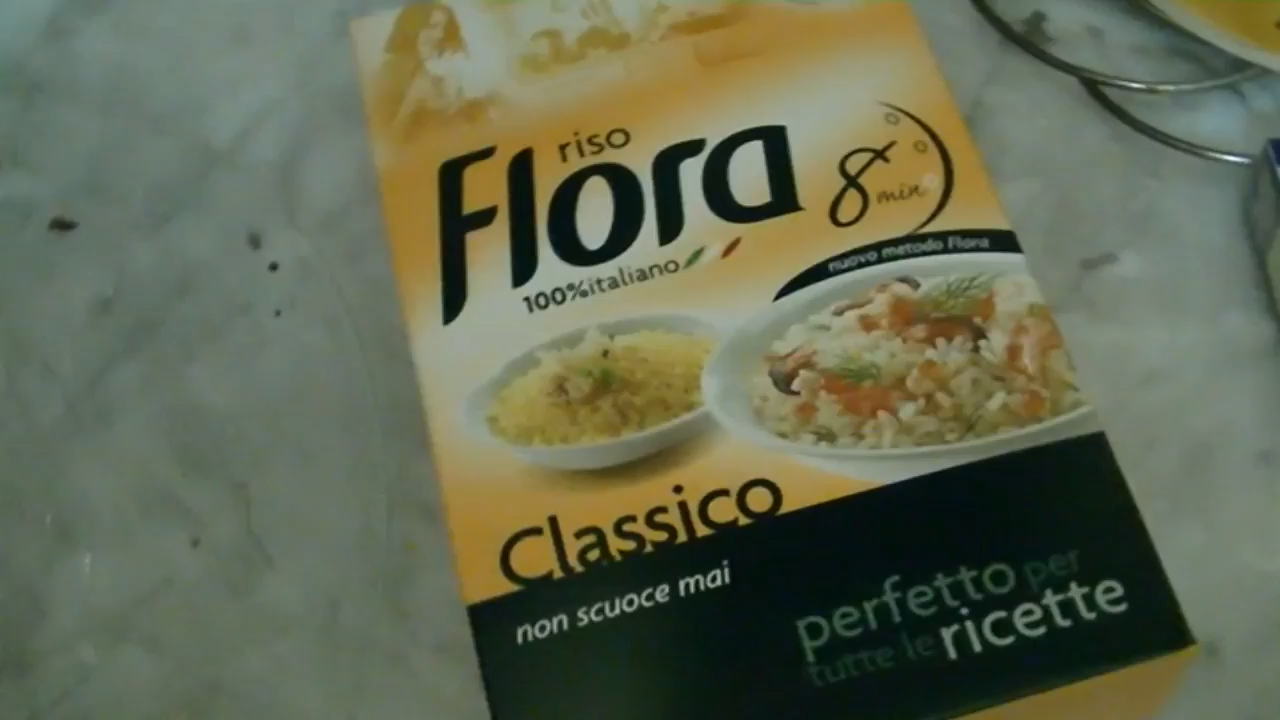 riso
Flora
8 min
100%italiano
nuovo metodo Flora
Classico
non scuoce mai
perfetto per
tutte le ricette